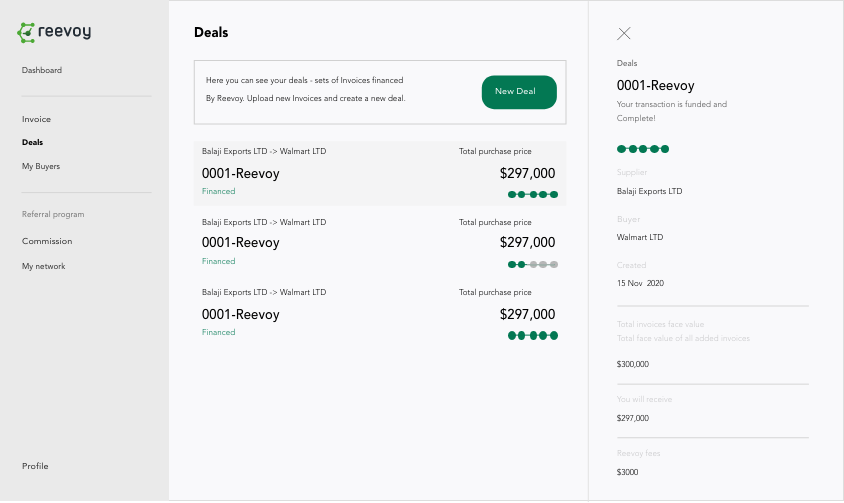 reevoy
Dashboard
Invoice
Deals
My Buyers
Referral program
Commission
My network
Profile
Deals
Here you can see your deals - sets of Invoices financed
By Reevoy. Upload new Invoices and create a new deal.
New Deal
Balaji Exports LTD -> Walmart LTD
Total purchase price
0001-Reevoy
$297,000
Financed
Balaji Exports LTD -> Walmart LTD
Total purchase price
0001-Reevoy
$297,000
Financed
Balaji Exports LTD -> Walmart LTD
Total purchase price
0001-Reevoy
$297,000
Financed
Deals
0001-Reevoy
Your transaction is funded and
Complete!
Supplier
Balaji Exports LTD
Buyer
Walmart LTD
Created
15 Nov 2020
Total invoices face value
Total face value of all added invoices
$300,000
You will receive
$297,000
Reevoy fees
$3000